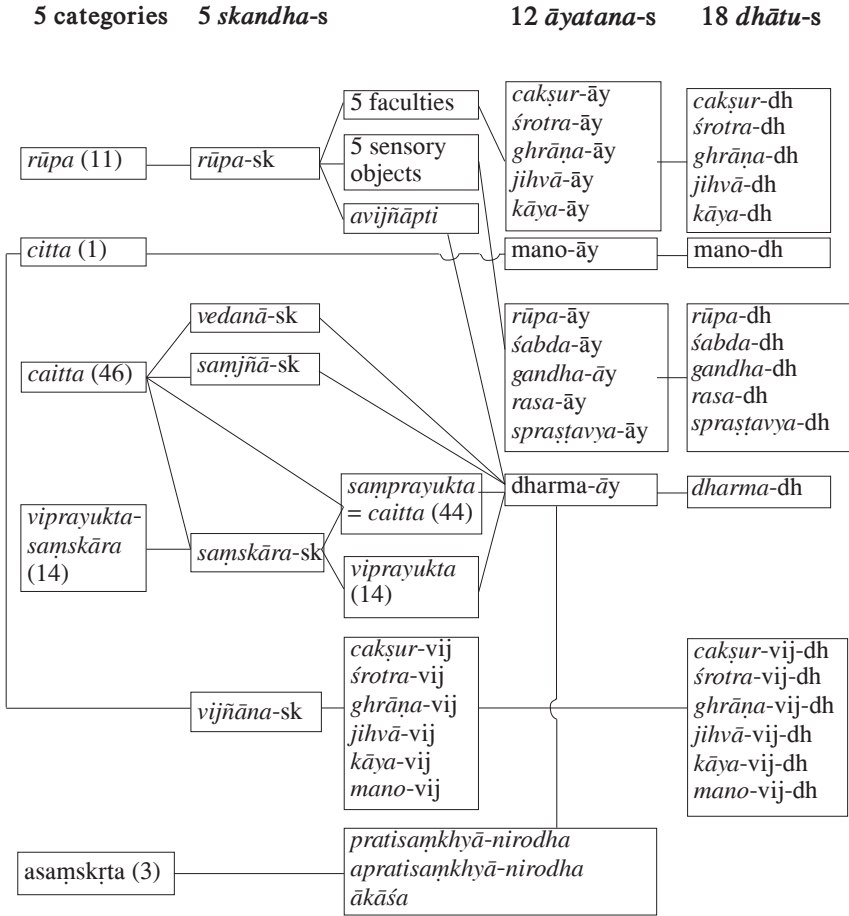 5 categories 5 skandha-s 12 āyatana-s 18 dhātu-s
5 faculties
5 sensory
objects
avijñāpti
cakṣur-āy
śrotra-āy
ghrāṇa-āy
jihvā-āy
kāya-āy
cakṣur-dh
śrotra-dh
ghrāṇa-dh
jihvā-dh
kāya-dh
rūpa (11) rūpa-sk
citta (1) mano-āy mano-dh
vedanā-sk
saṃjñā-sk
caitta (46)
rūpa-āy
śabda-āy
gandha-āy
rasa-āy
spraṣṭavya-āy
rūpa-dh
śabda-dh
gandha-dh
rasa-dh
spraṣṭavya-dh
saṃprayukta
= caitta (44)
dharma-āy dharma-dh
viprayukta-
saṃskāra
(14)
saṃskāra-sk
viprayukta
(14)
cakṣur-vij
śrotra-vij
ghrāṇa-vij
jihvā-vij
kāya-vij
mano-vij
vijñāna-sk
cakṣur-vij-dh
śrotra-vij-dh
ghrāṇa-vij-dh
jihvā-vij-dh
kāya-vij-dh
mano-vij-dh
asaṃskṛta (3)
pratisaṃkhyā-nirodha
apratisaṃkhyā-nirodha
ākāśa